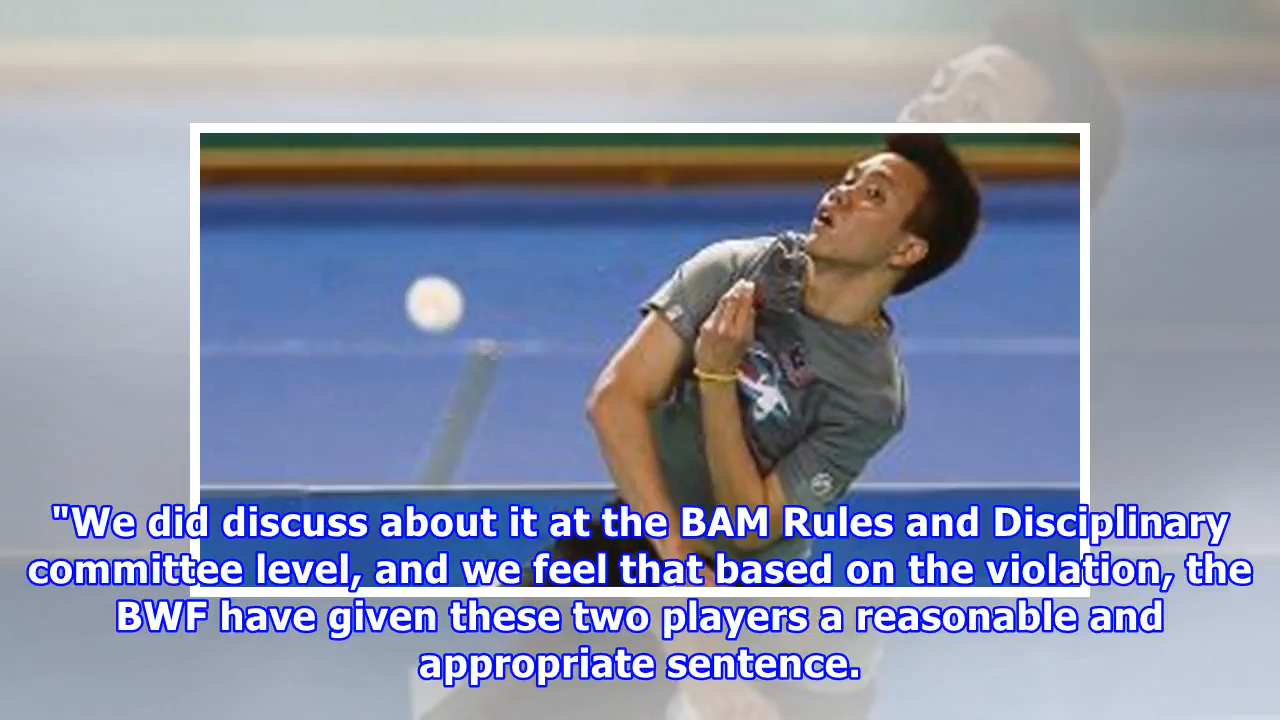 "We did discuss about it at the BAM Rules and Disciplinary
committee level, and we feel that based on the violation, the
BWF have given these two players a reasonable and
appropriate sentence.